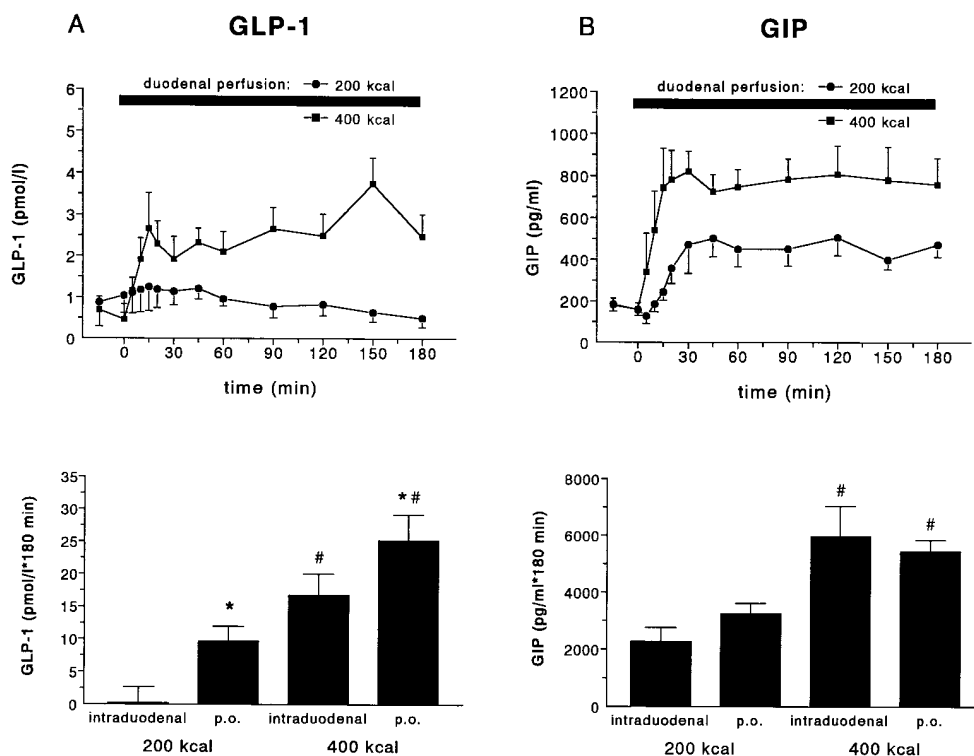 A GLP-1
duodenal perfusion: 200 kcal
400 kcal
6
5
4
3
2
1
0
GLP-1 (pmol/l)
0 30 60 90 120 150 180
time (min)
B GIP
duodenal perfusion: 200 kcal
400 kcal
1200
1000
800
600
400
200
0
GIP (pg/ml)
0 30 60 90 120 150 180
time (min)
35
30
25
20
15
10
5
0
GLP-1 (pmol/l*180 min)
*
#
* #
intraduodenal p.o. intraduodenal p.o.
200 kcal 400 kcal
8000
6000
4000
2000
0
GIP (pg/ml*180 min)
#
#
intraduodenal p.o. intraduodenal p.o.
200 kcal 400 kcal